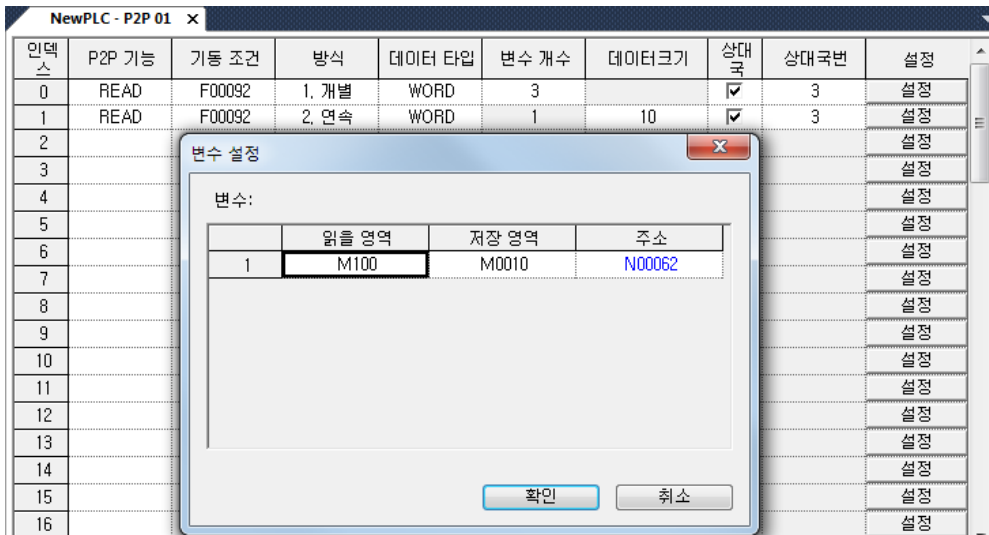 NewPLC - P2P 01 x
인덱스 P2P 기능 기동 조건 방식 데이터 타입 변수 개수 데이터크기 상대국 상대국번 설정
0 READ F00092 1. 개별 WORD 3 3 설정
1 READ F00092 2. 연속 WORD 1 10 3 설정
2 설정
3 설정
4 설정
5 설정
6 설정
7 설정
8 설정
9 설정
10 설정
11 설정
12 설정
13 설정
14 설정
15 설정
16 설정
변수 설정
변수:
읽을 영역 저장 영역 주소
1 M100 M0010 N00062
확인 취소